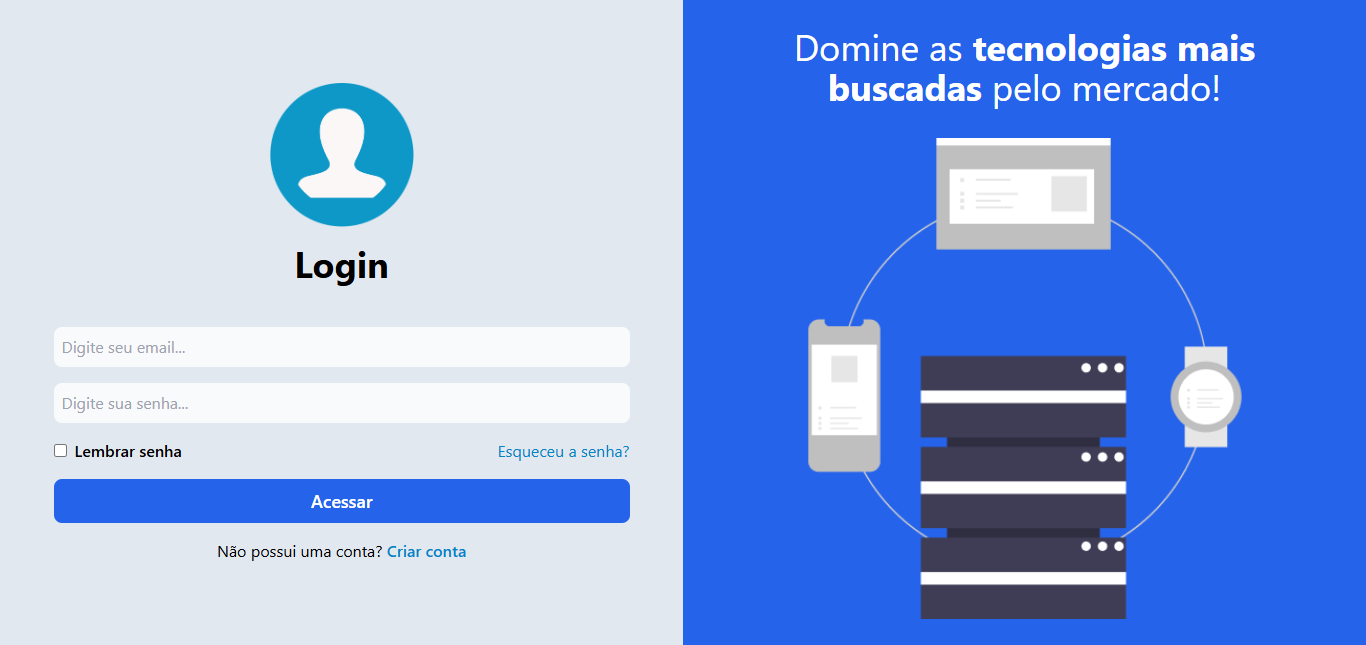 Login
Digite seu email...
Digite sua senha...
Lembrar senha
Esqueceu a senha?
Acessar
Não possui uma conta? Criar conta
Domine as tecnologias mais
buscadas pelo mercado!